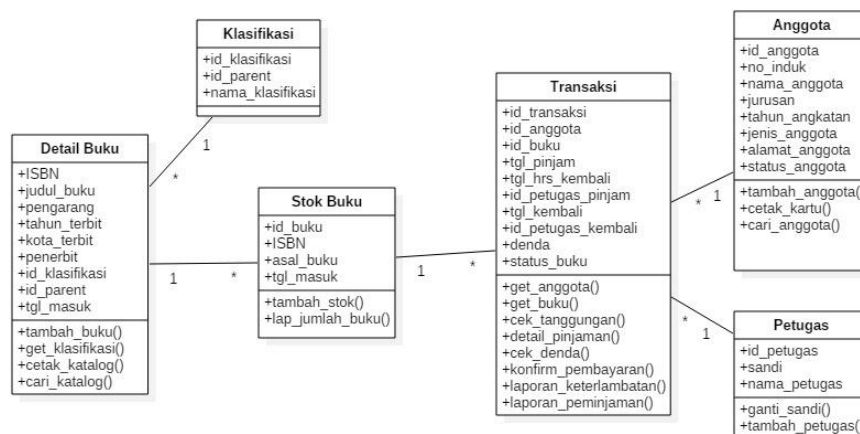 Klasifikasi
+id_klasifikasi
+id_parent
+nama_klasifikasi
1
*
Detail Buku
+ISBN
+judul_buku
+pengarang
+tahun_terbit
+kota_terbit
+penerbit
+id_klasifikasi
+id_parent
+tgl_masuk
+tambah_buku()
+get_klasifikasi()
+cetak_katalog()
+cari_katalog()
1
*
Stok Buku
+id_buku
+ISBN
+asal_buku
+tgl_masuk
+tambah_stok()
+lap_jumlah_buku()
1
*
Transaksi
+id_transaksi
+id_anggota
+id_buku
+tgl_pinjam
+tgl_hrs_kembali
+id_petugas_pinjam
+tgl_kembali
+id_petugas_kembali
+denda
+status_buku
+get_anggota()
+get_buku()
+cek_tanggungan()
+detail_pinjaman()
+cek_denda()
+konfirm_pembayaran()
+laporan_keterlambatan()
+laporan_peminjaman()
*
1
Anggota
+id_anggota
+no_induk
+nama_anggota
+jurusan
+tahun_angkatan
+jenis_anggota
+alamat_anggota
+status_anggota
+tambah_anggota()
+cetak_kartu()
+cari_anggota()
*
1
Petugas
+id_petugas
+sandi
+nama_petugas
+ganti_sandi()
+tambah_petugas()